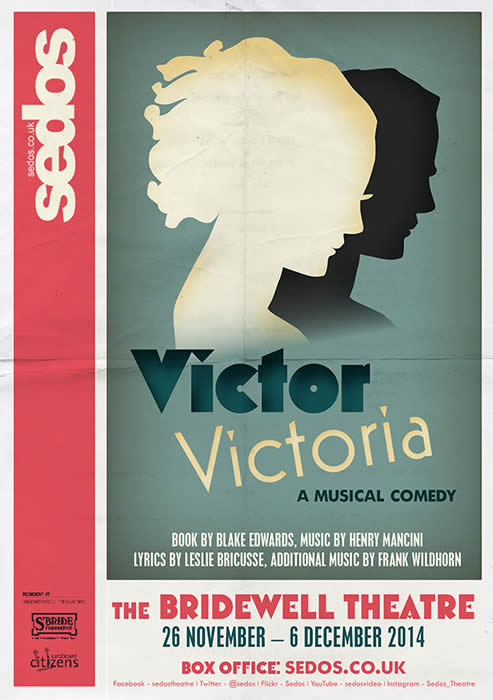 sedos
sedos.co.uk
Victor
Victoria
A MUSICAL COMEDY
BOOK BY BLAKE EDWARDS, MUSIC BY HENRY MANCINI
LYRICS BY LESLIE BRICUSSE, ADDITIONAL MUSIC BY FRANK WILDHORN
RESIDENT AT
ST BRIDE
citizens
THE BRIDEWELL THEATRE
26 NOVEMBER – 6 DECEMBER 2014
BOX OFFICE: SEDOS.CO.UK
Facebook - sedostheatre | Twitter - @sedos | Flickr - Sedos | YouTube - sedosvideo | Instagram - Sedos_Theatre